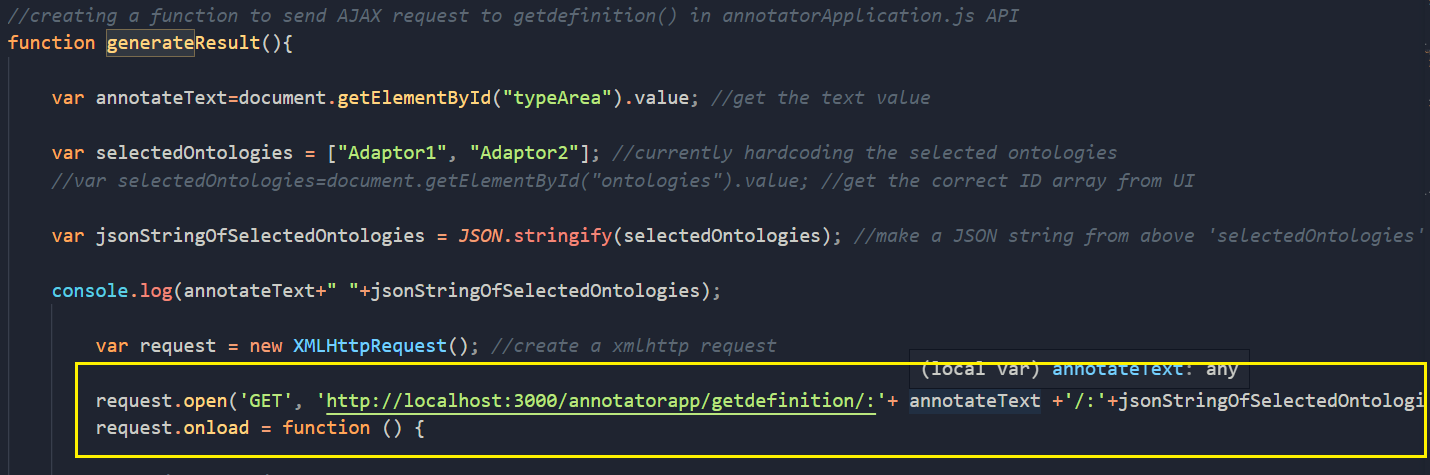 //creating a function to send AJAX request to getdefinition() in annotatorApplication.js API
function generateResult(){
var annotateText=document.getElementById("typeArea").value; //get the text value
var selectedOntologies = ["Adaptor1", "Adaptor2"]; //currently hardcoding the selected ontologies
//var selectedOntologies=document.getElementById("ontologies").value; //get the correct ID array from UI
var jsonStringOfSelectedOntologies = JSON.stringify(selectedOntologies); //make a JSON string from above 'selectedOntologies'
console.log(annotateText+" "+jsonStringOfSelectedOntologies);
var request = new XMLHttpRequest(); //create a xmlhttp request
(local var) annotateText: any
request.open('GET', 'http://localhost:3000/annotatorapp/getdefinition/:'+ annotateText +'/:'+jsonStringOfSelectedOntologi
request.onload = function () {